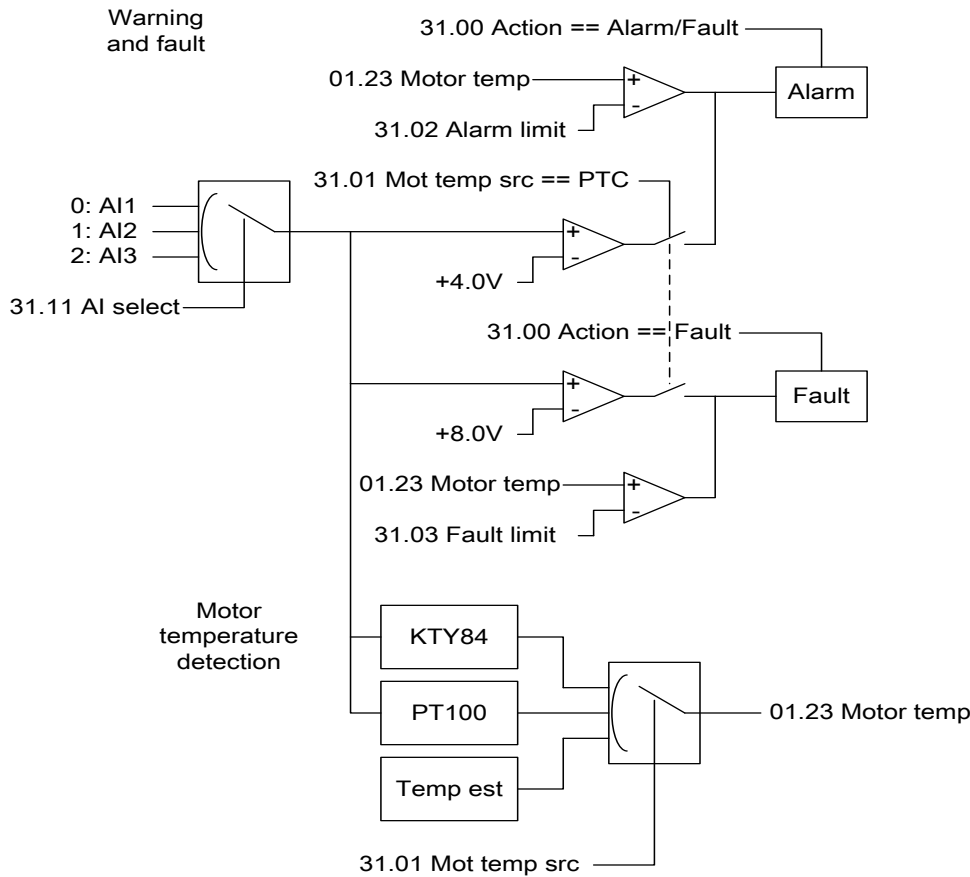 Warning
and fault
31.00 Action == Alarm/Fault
01.23 Motor temp
+
-
Alarm
31.02 Alarm limit
31.01 Mot temp src == PTC
0: AI1
1: AI2
2: AI3
+
-
+4.0V
31.11 AI select
31.00 Action == Fault
+
-
Fault
+8.0V
01.23 Motor temp
+
-
31.03 Fault limit
Motor
temperature
detection
KTY84
PT100
01.23 Motor temp
Temp est
31.01 Mot temp src